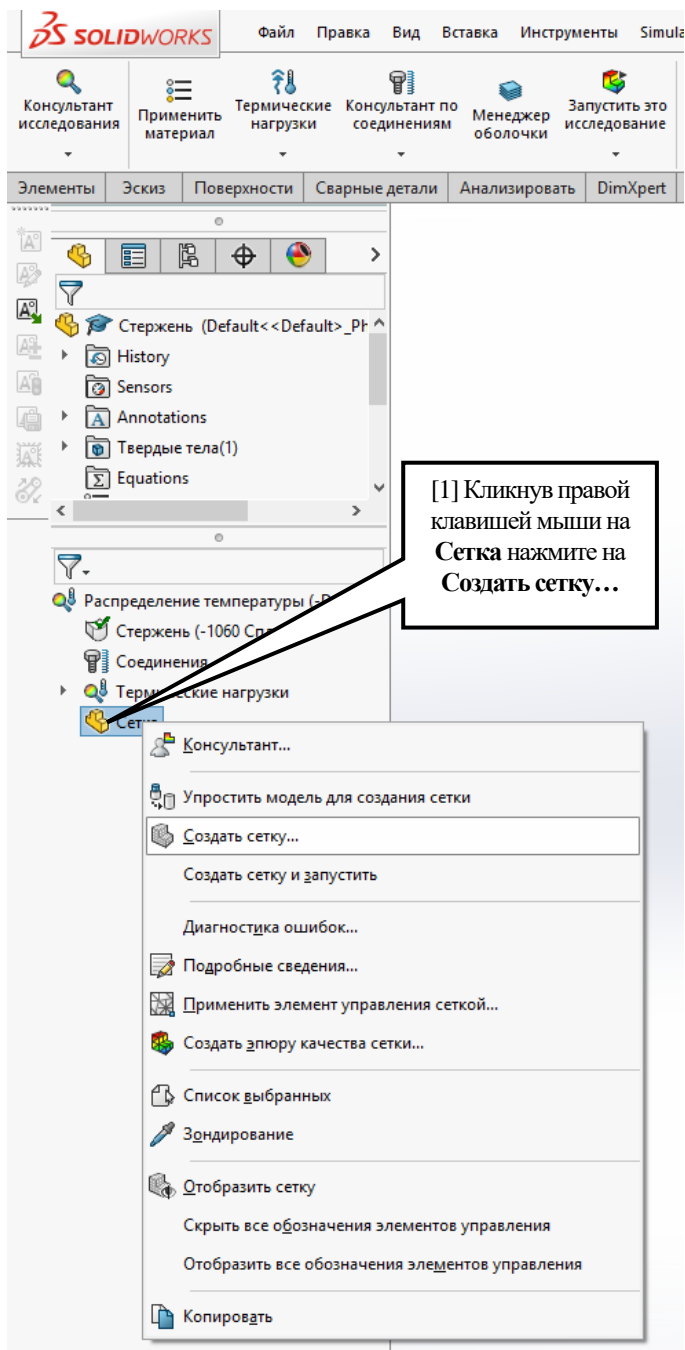 SOLIDWORKS Файл Правка Вид Вставка Инструменты Simula
Консультант исследования
Применить материал
Термические нагрузки
Консультант по соединениям
Менеджер оболочки
Запустить это исследование
Элементы Эскиз Поверхности Сварные детали Анализировать DimXpert
Стержень (Default<<Default>_Ph
History
Sensors
Annotations
Твердые тела(1)
Equations
[1] Кликнув правой
клавишей мыши на
Сетка нажмите на
Создать сетку…
Распределение температуры
Стержень (-1060
Соединения
Термические нагрузки
Сетка
Консультант...
Упростить модель для создания сетки
Создать сетку...
Создать сетку и запустить
Диагностика ошибок...
Подробные сведения...
Применить элемент управления сеткой...
Создать эпюру качества сетки...
Список выбранных
Зондирование
Отобразить сетку
Скрыть все обозначения элементов управления
Отобразить все обозначения элементов управления
Копировать